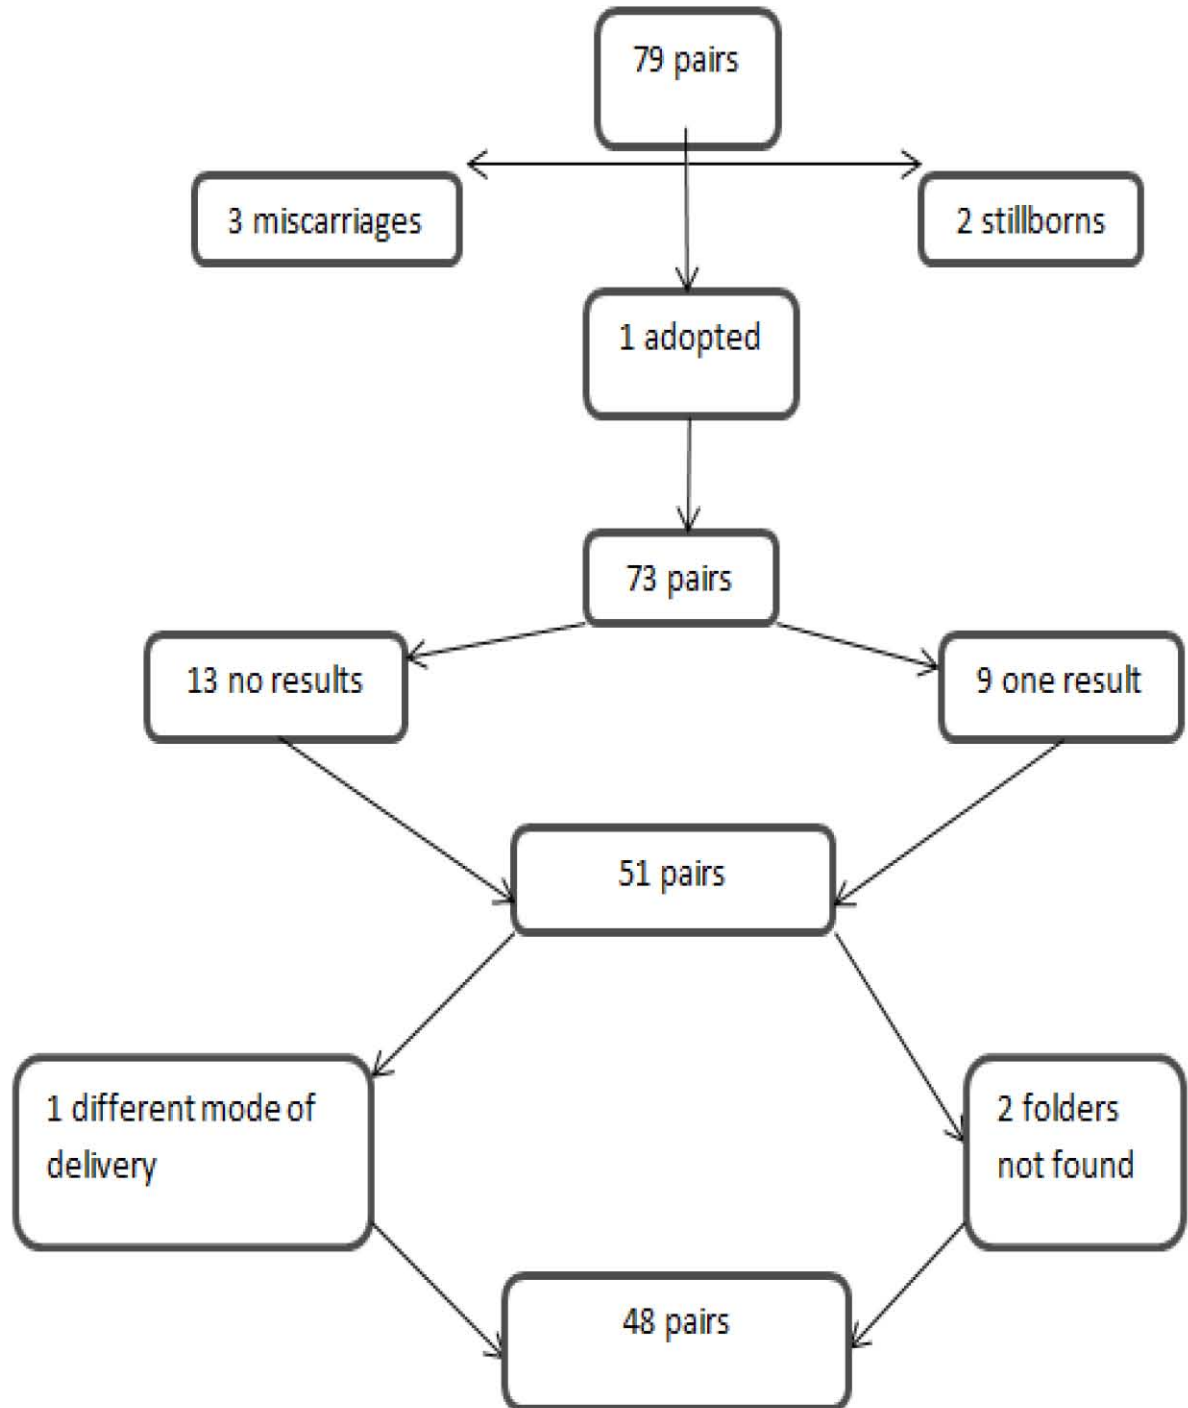 79 pairs
3 miscarriages
2 stillborns
1 adopted
73 pairs
13 no results
9 one result
51 pairs
1 different mode of
delivery
2 folders
not found
48 pairs